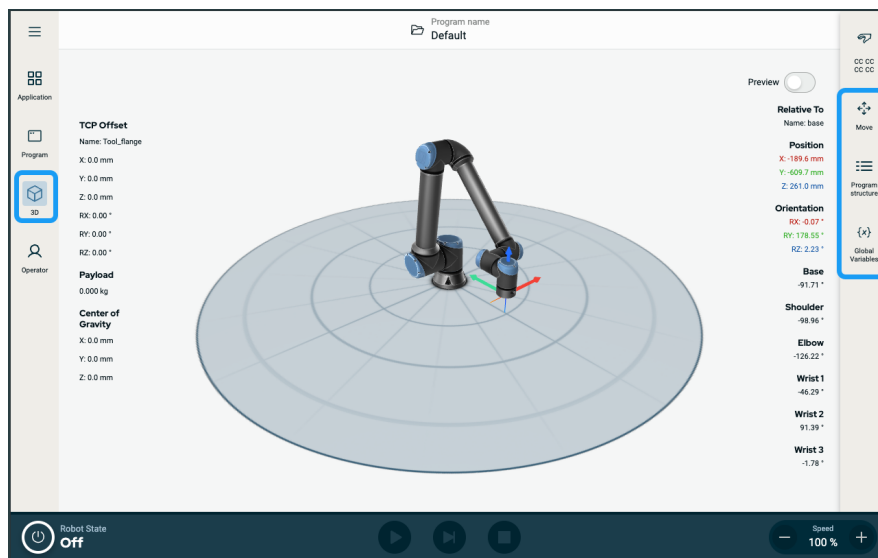 Program name
Default
Application
Program
3D
Operator
TCP Offset
Name: Tool_flange
X: 0.0 mm
Y: 0.0 mm
Z: 0.0 mm
RX: 0.00 °
RY: 0.00 °
RZ: 0.00 °
Payload
0.000 kg
Center of
Gravity
X: 0.0 mm
Y: 0.0 mm
Z: 0.0 mm
Preview
Relative To
Name: base
Position
X: -189.6 mm
Y: -609.7 mm
Z: 261.0 mm
Orientation
RX: -0.07 °
RY: 178.55 °
RZ: 2.23 °
Base
-91.71 °
Shoulder
-98.96 °
Elbow
-126.22 °
Wrist 1
-46.29 °
Wrist 2
91.39 °
Wrist 3
-1.78 °
CC CC
CC CC
Move
Program
structure
{x}
Global
Variables
Robot State
Off
Speed
100 %